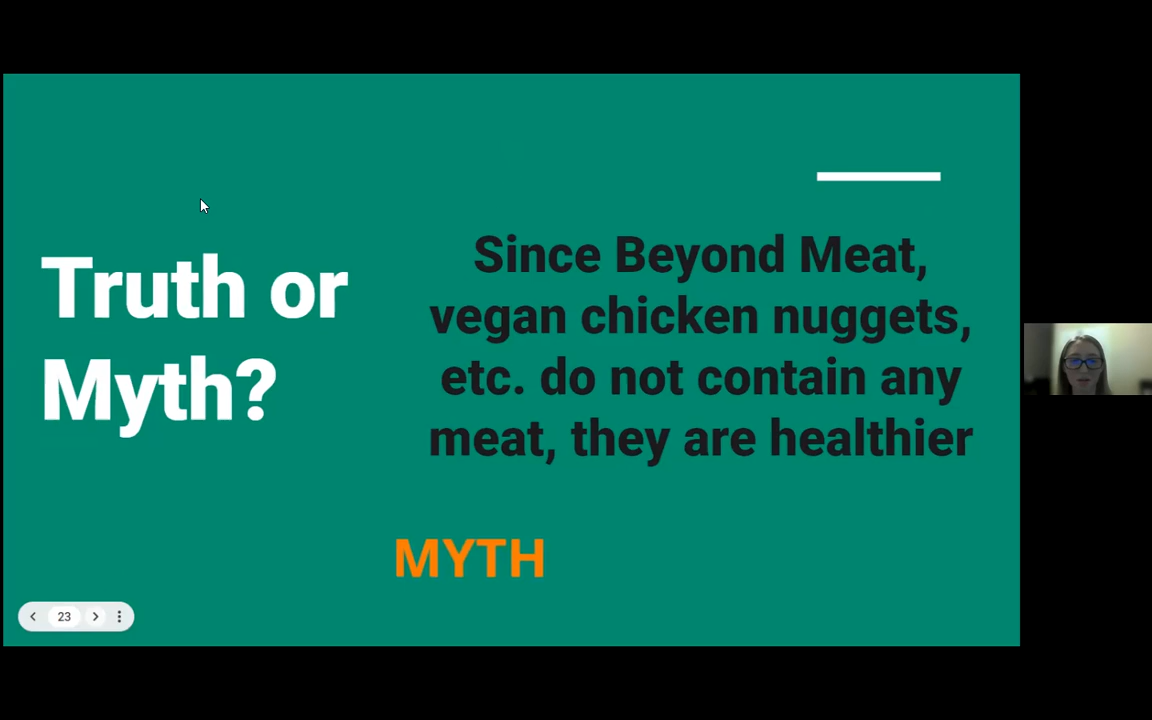 Truth or
Myth?
Since Beyond Meat,
vegan chicken nuggets,
etc. do not contain any
meat, they are healthier
MYTH
23